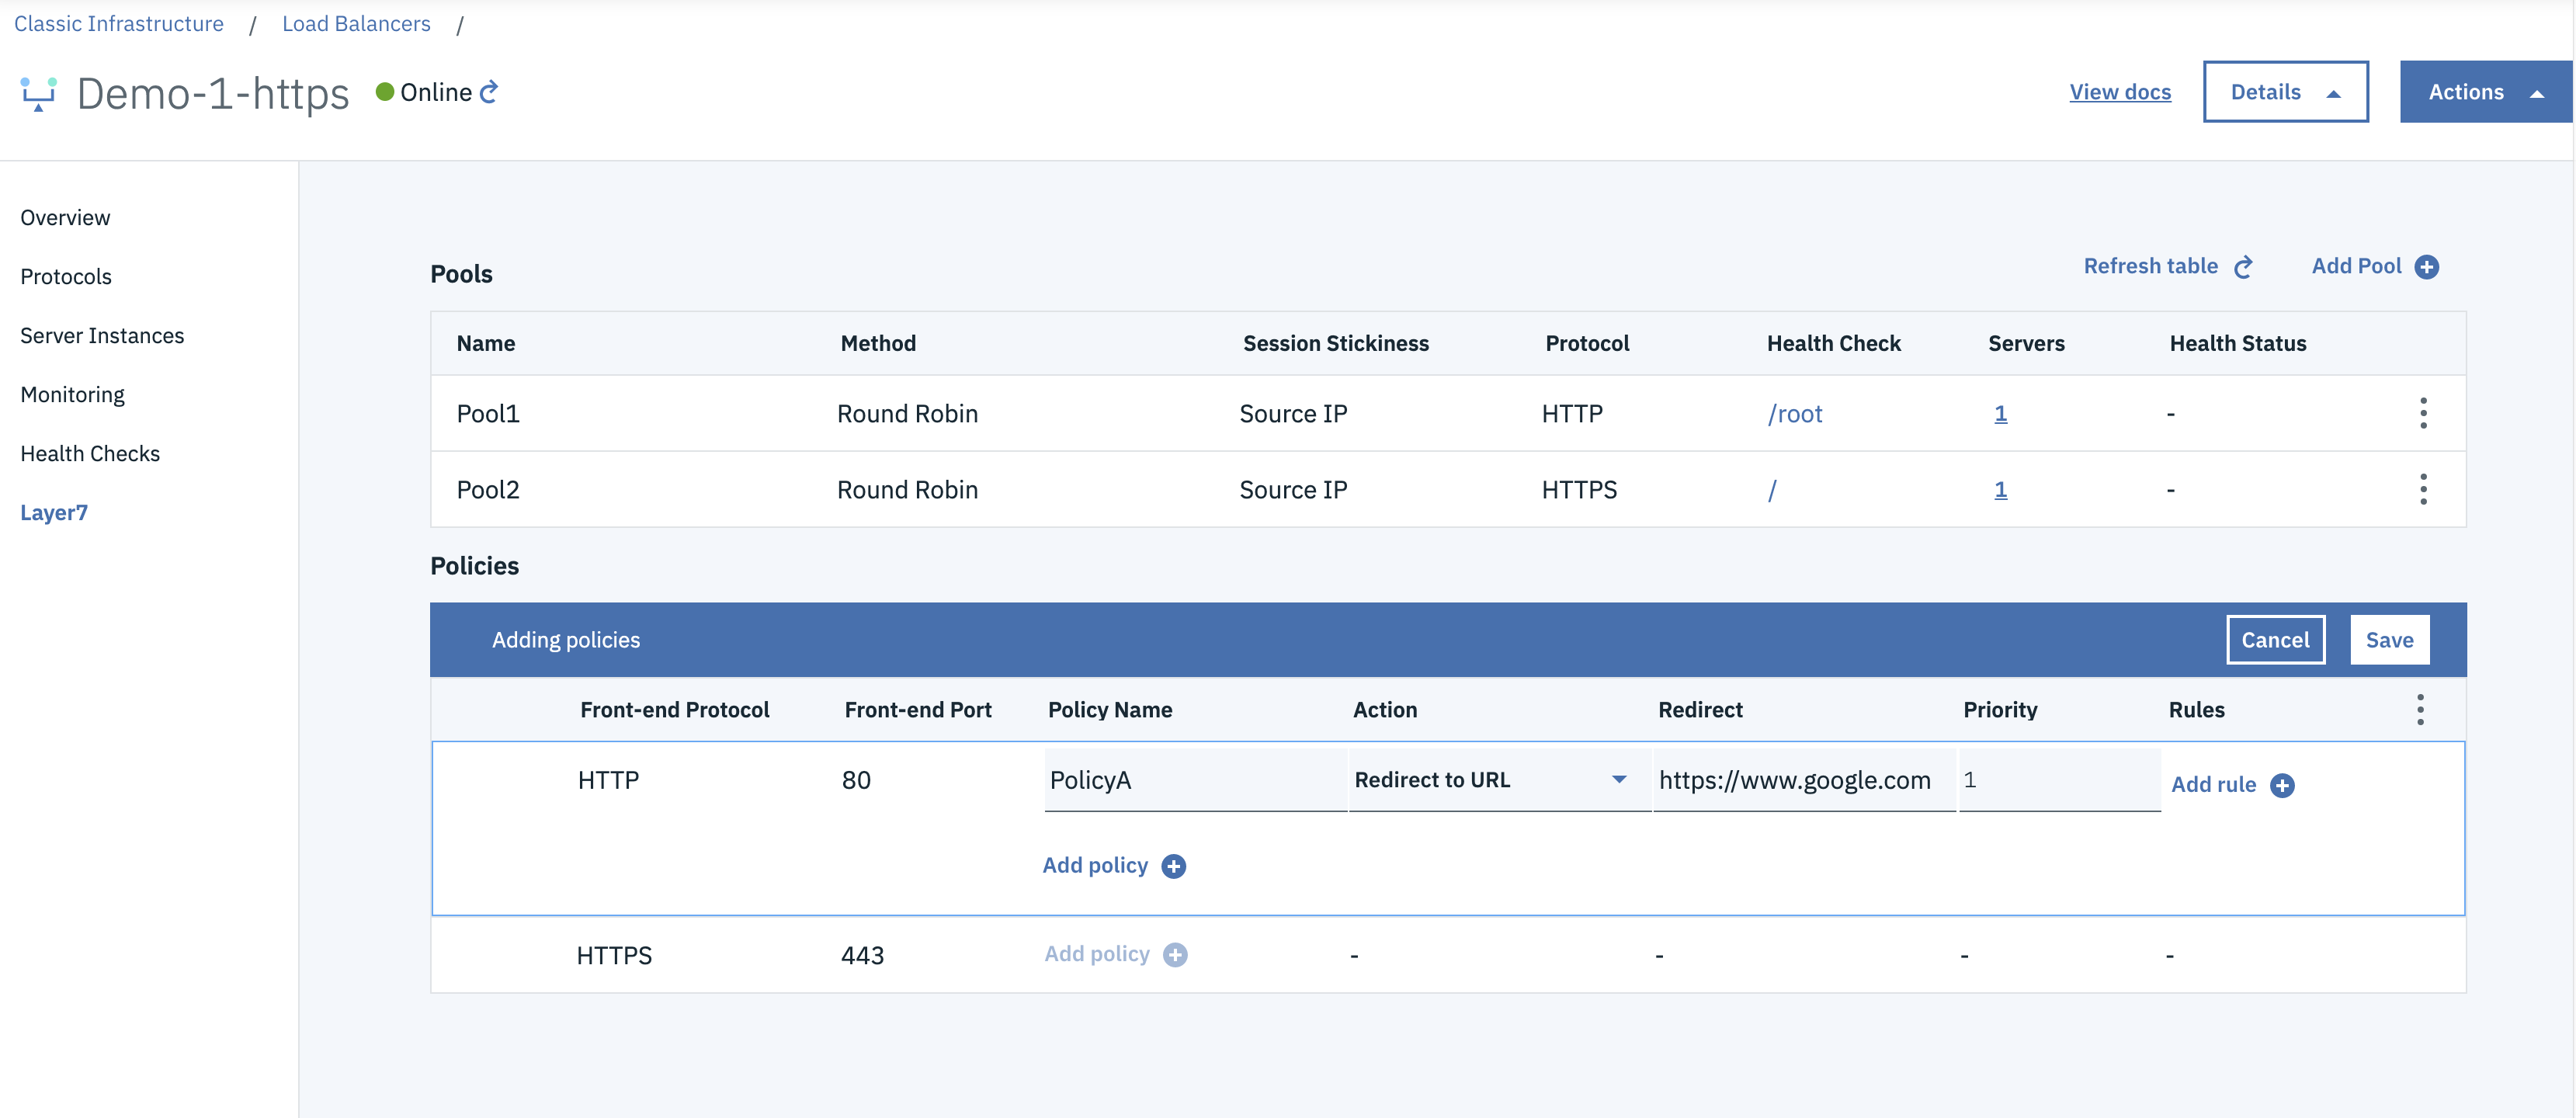 Classic Infrastructure / Load Balancers /
Demo-1-https Online View docs Details Actions
Overview
Protocols
Server Instances
Monitoring
Health Checks
Layer7
Pools Refresh table Add Pool
Name Method Session Stickiness Protocol Health Check Servers Health Status
Pool1 Round Robin Source IP HTTP /root 1 -
Pool2 Round Robin Source IP HTTPS / 1 -
Policies
Adding policies Cancel Save
Front-end Protocol Front-end Port Policy Name Action Redirect Priority Rules
HTTP 80 PolicyA Redirect to URL https://www.google.com 1 Add rule
Add policy
HTTPS 443 Add policy - - - -